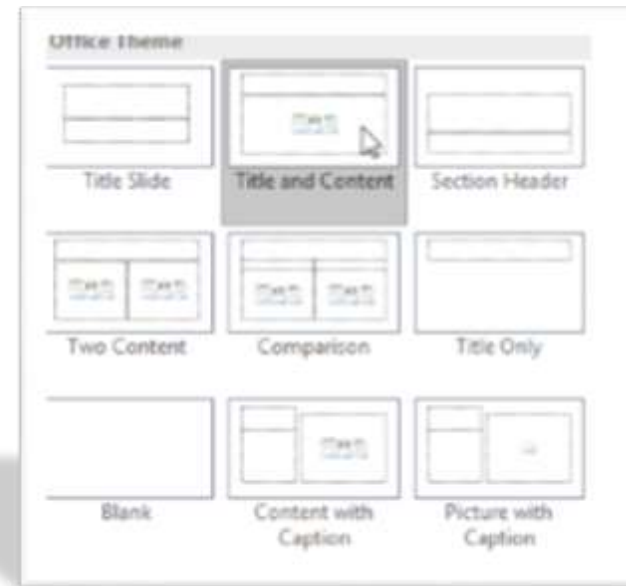 Office Theme
Title Slide
Title and Content
Section Header
Two Content
Comparison
Title Only
Blank
Content with
Caption
Picture with
Caption